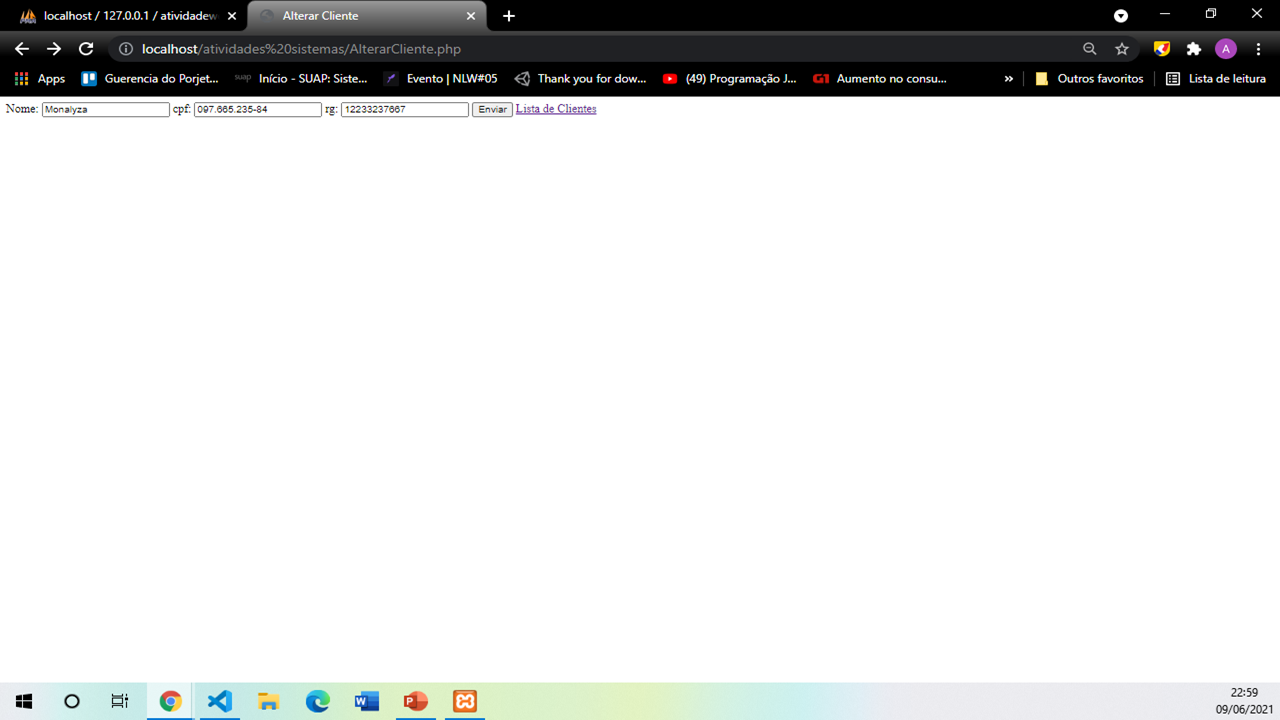 localhost / 127.0.0.1 / atividadew
Alterar Cliente
localhost/atividades%20sistemas/AlterarCliente.php
A
Apps
Guerencia do Porjet...
suap
Início - SUAP: Siste...
Evento | NLW#05
Thank you for dow...
(49) Programação J...
G1
Aumento no consu...
»
Outros favoritos
Lista de leitura
Nome: Monalyza cpf: 097.665.235-84 rg: 12233237667 Enviar Lista de Clientes
22:59
09/06/2021